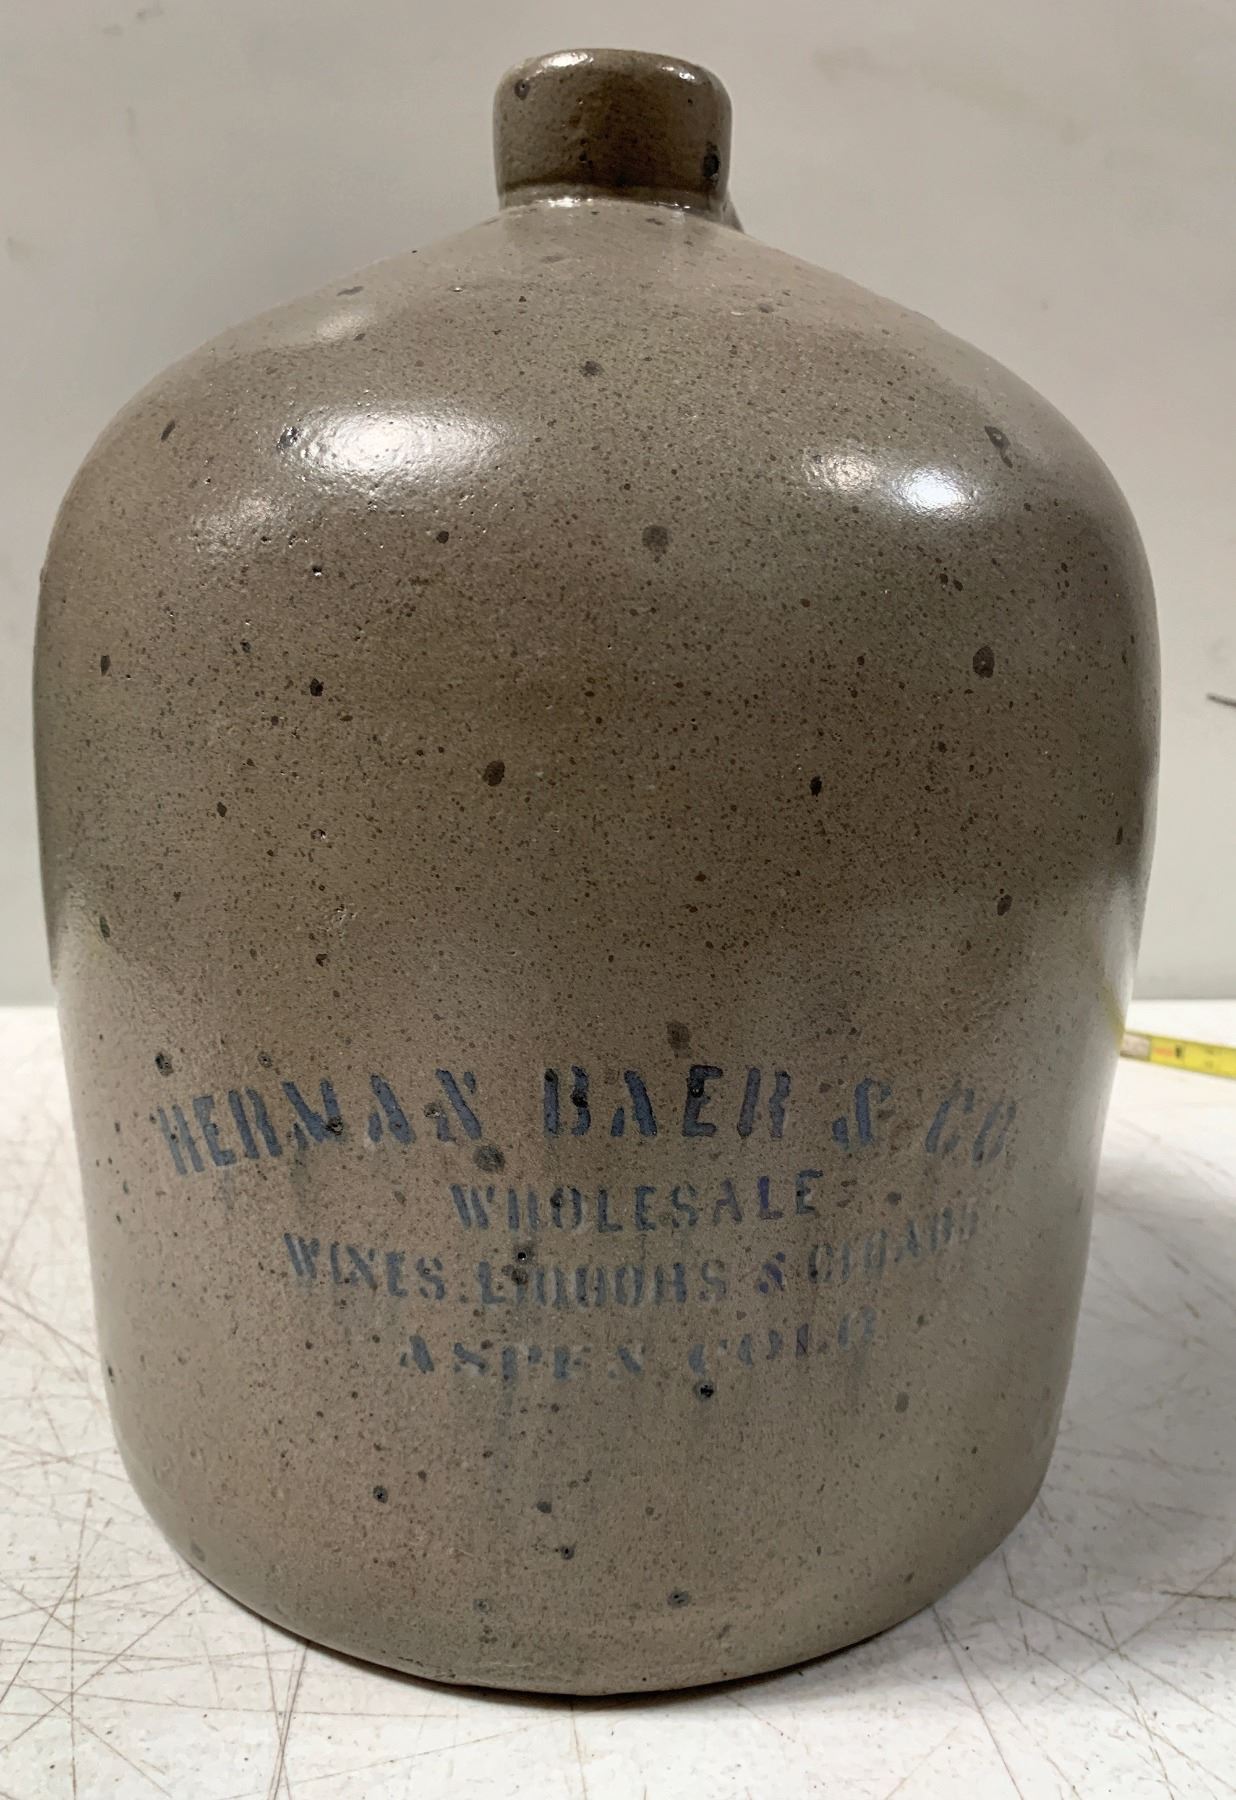 HERMAN BAER & CO
WHOLESALE
WINES. LIQUORS & CIGARS
ASPEN COLO